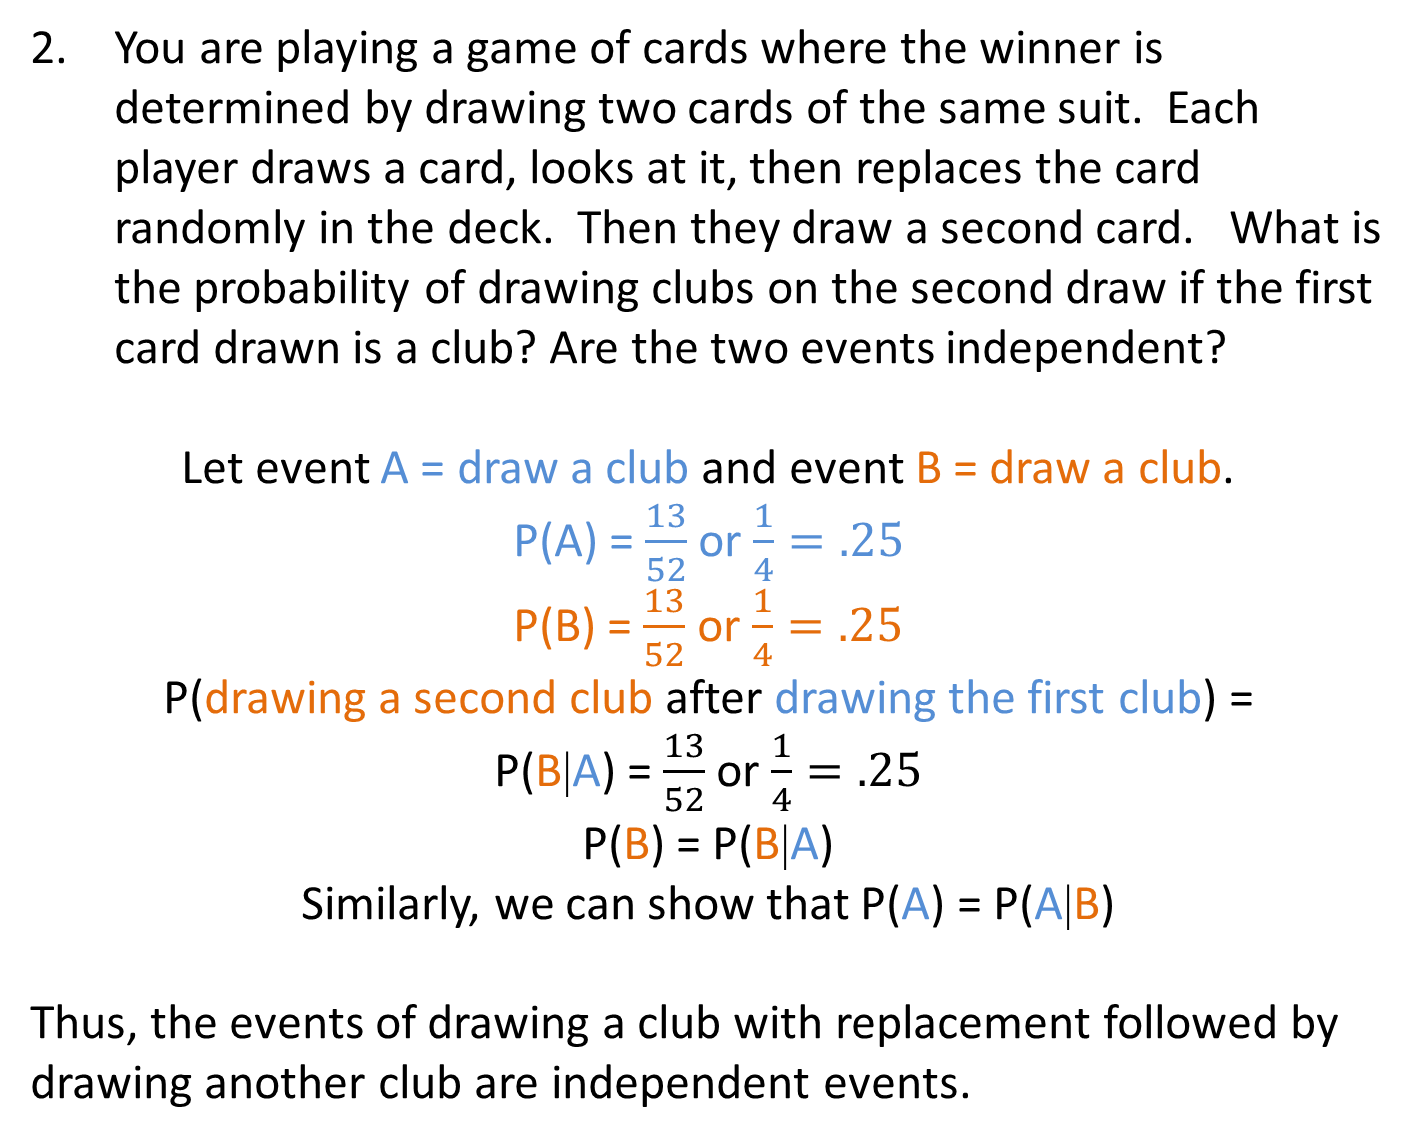 2. You are playing a game of cards where the winner is
determined by drawing two cards of the same suit. Each
player draws a card, looks at it, then replaces the card
randomly in the deck. Then they draw a second card. What is
the probability of drawing clubs on the second draw if the first
card drawn is a club? Are the two events independent?
Let event A = draw a club and event B = draw a club.
P(A) = 13/52 or 1/4 = .25
P(B) = 13/52 or 1/4 = .25
P(drawing a second club after drawing the first club) =
P(B|A) = 13/52 or 1/4 = .25
P(B) = P(B|A)
Similarly, we can show that P(A) = P(A|B)
Thus, the events of drawing a club with replacement followed by
drawing another club are independent events.